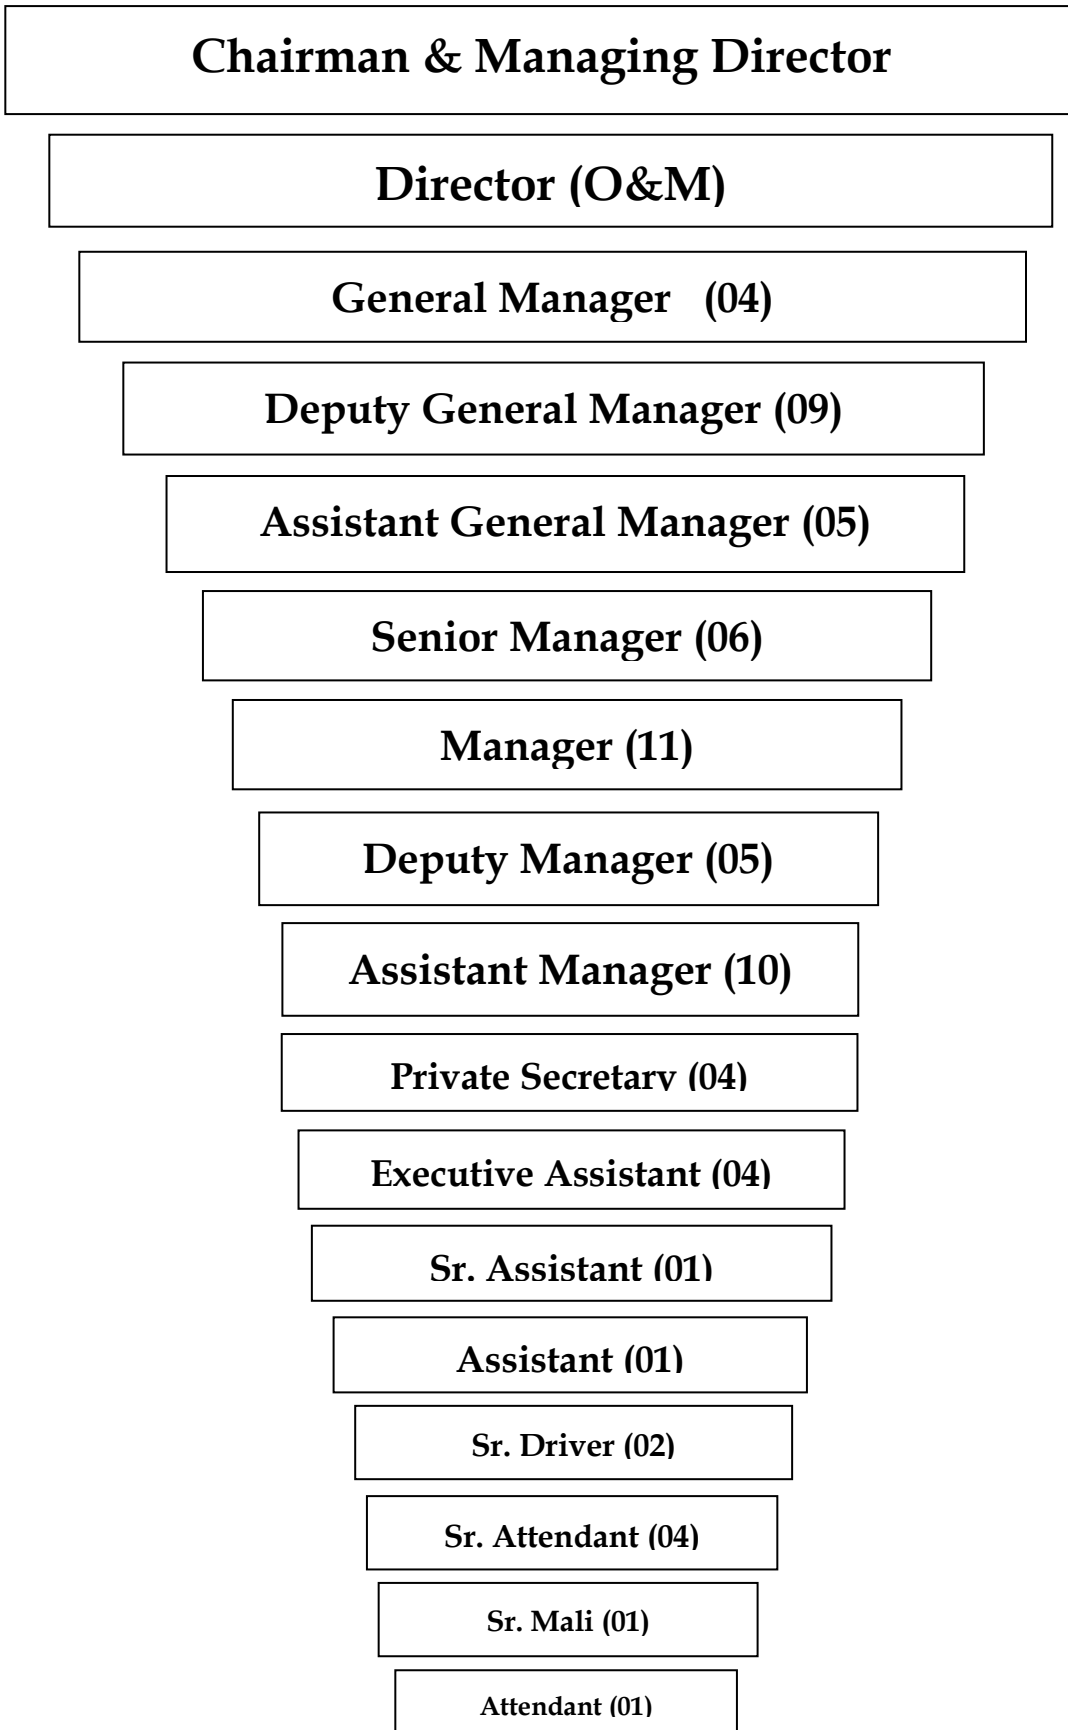 Chairman & Managing Director
Director (O&M)
General Manager (04)
Deputy General Manager (09)
Assistant General Manager (05)
Senior Manager (06)
Manager (11)
Deputy Manager (05)
Assistant Manager (10)
Private Secretary (04)
Executive Assistant (04)
Sr. Assistant (01)
Assistant (01)
Sr. Driver (02)
Sr. Attendant (04)
Sr. Mali (01)
Attendant (01)